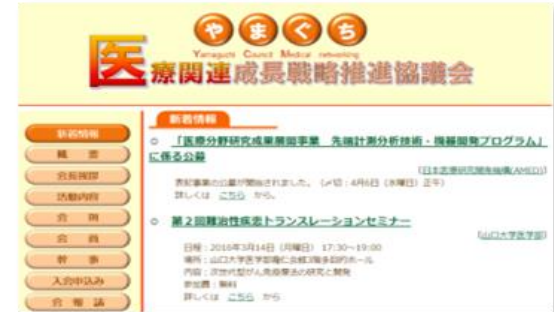 やまぐち
Yamaguchi Council Medical networking
医療関連成長戦略推進協議会
新着情報
新着情報
概　要
会長挨拶
活動内容
会　則
会　員
幹　事
入会申込み
会　報　誌
「医療分野研究成果展開事業　先端計測分析技術・機器開発プログラム」
に係る公募
(日本医療研究開発機構(AMED))
表記事業の公募が開始されました。（〆切：4月6日（水曜日）正午）
詳しくは　こちら　から。
第２回難治性疾患トランスレーションセミナー
(山口大学医学部)
日程：2016年3月14日（月曜日）17:30～19:00
場所：山口大学医学部霜仁会館3階多目的ホール
内容：次世代型がん免疫療法の研究と開発
参加費：無料
詳しくは　こちら　から